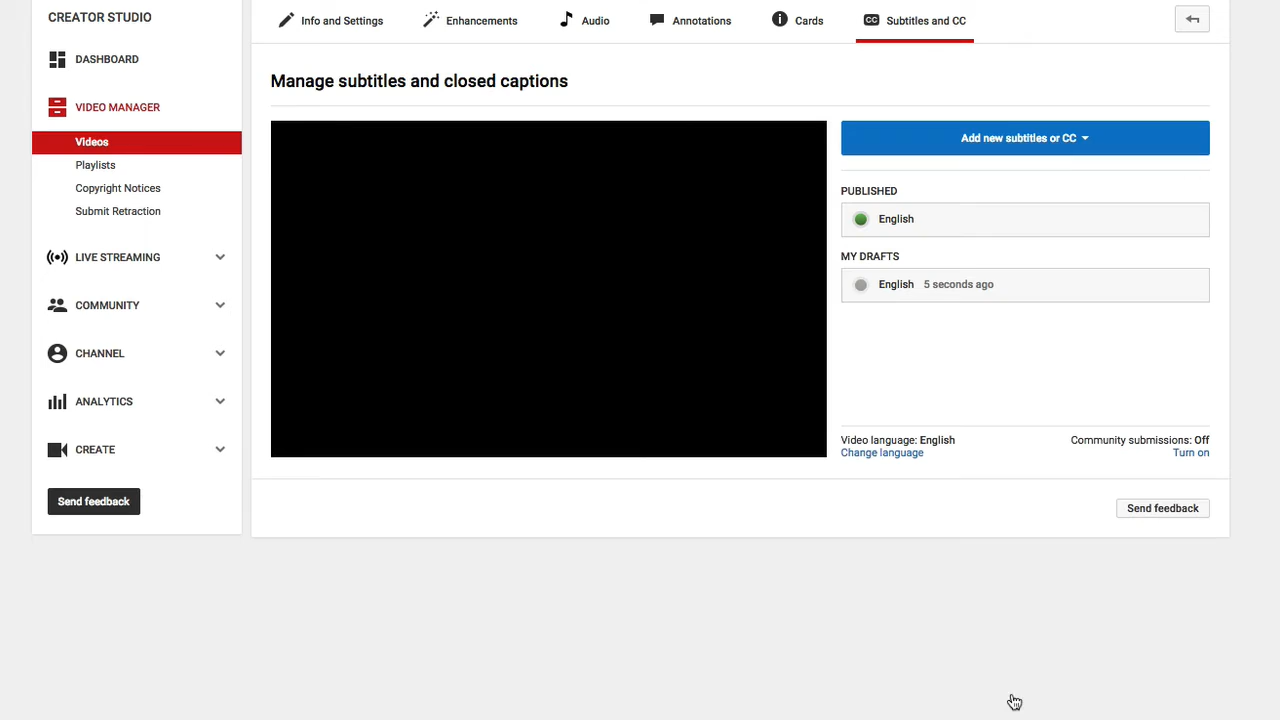 CREATOR STUDIO
DASHBOARD
VIDEO MANAGER
Videos
Playlists
Copyright Notices
Submit Retraction
LIVE STREAMING
COMMUNITY
CHANNEL
ANALYTICS
CREATE
Send feedback
Info and Settings
Enhancements
Audio
Annotations
Cards
CC Subtitles and CC
Manage subtitles and closed captions
Add new subtitles or CC
PUBLISHED
English
MY DRAFTS
English 5 seconds ago
Video language: English
Change language
Community submissions: Off
Turn on
Send feedback